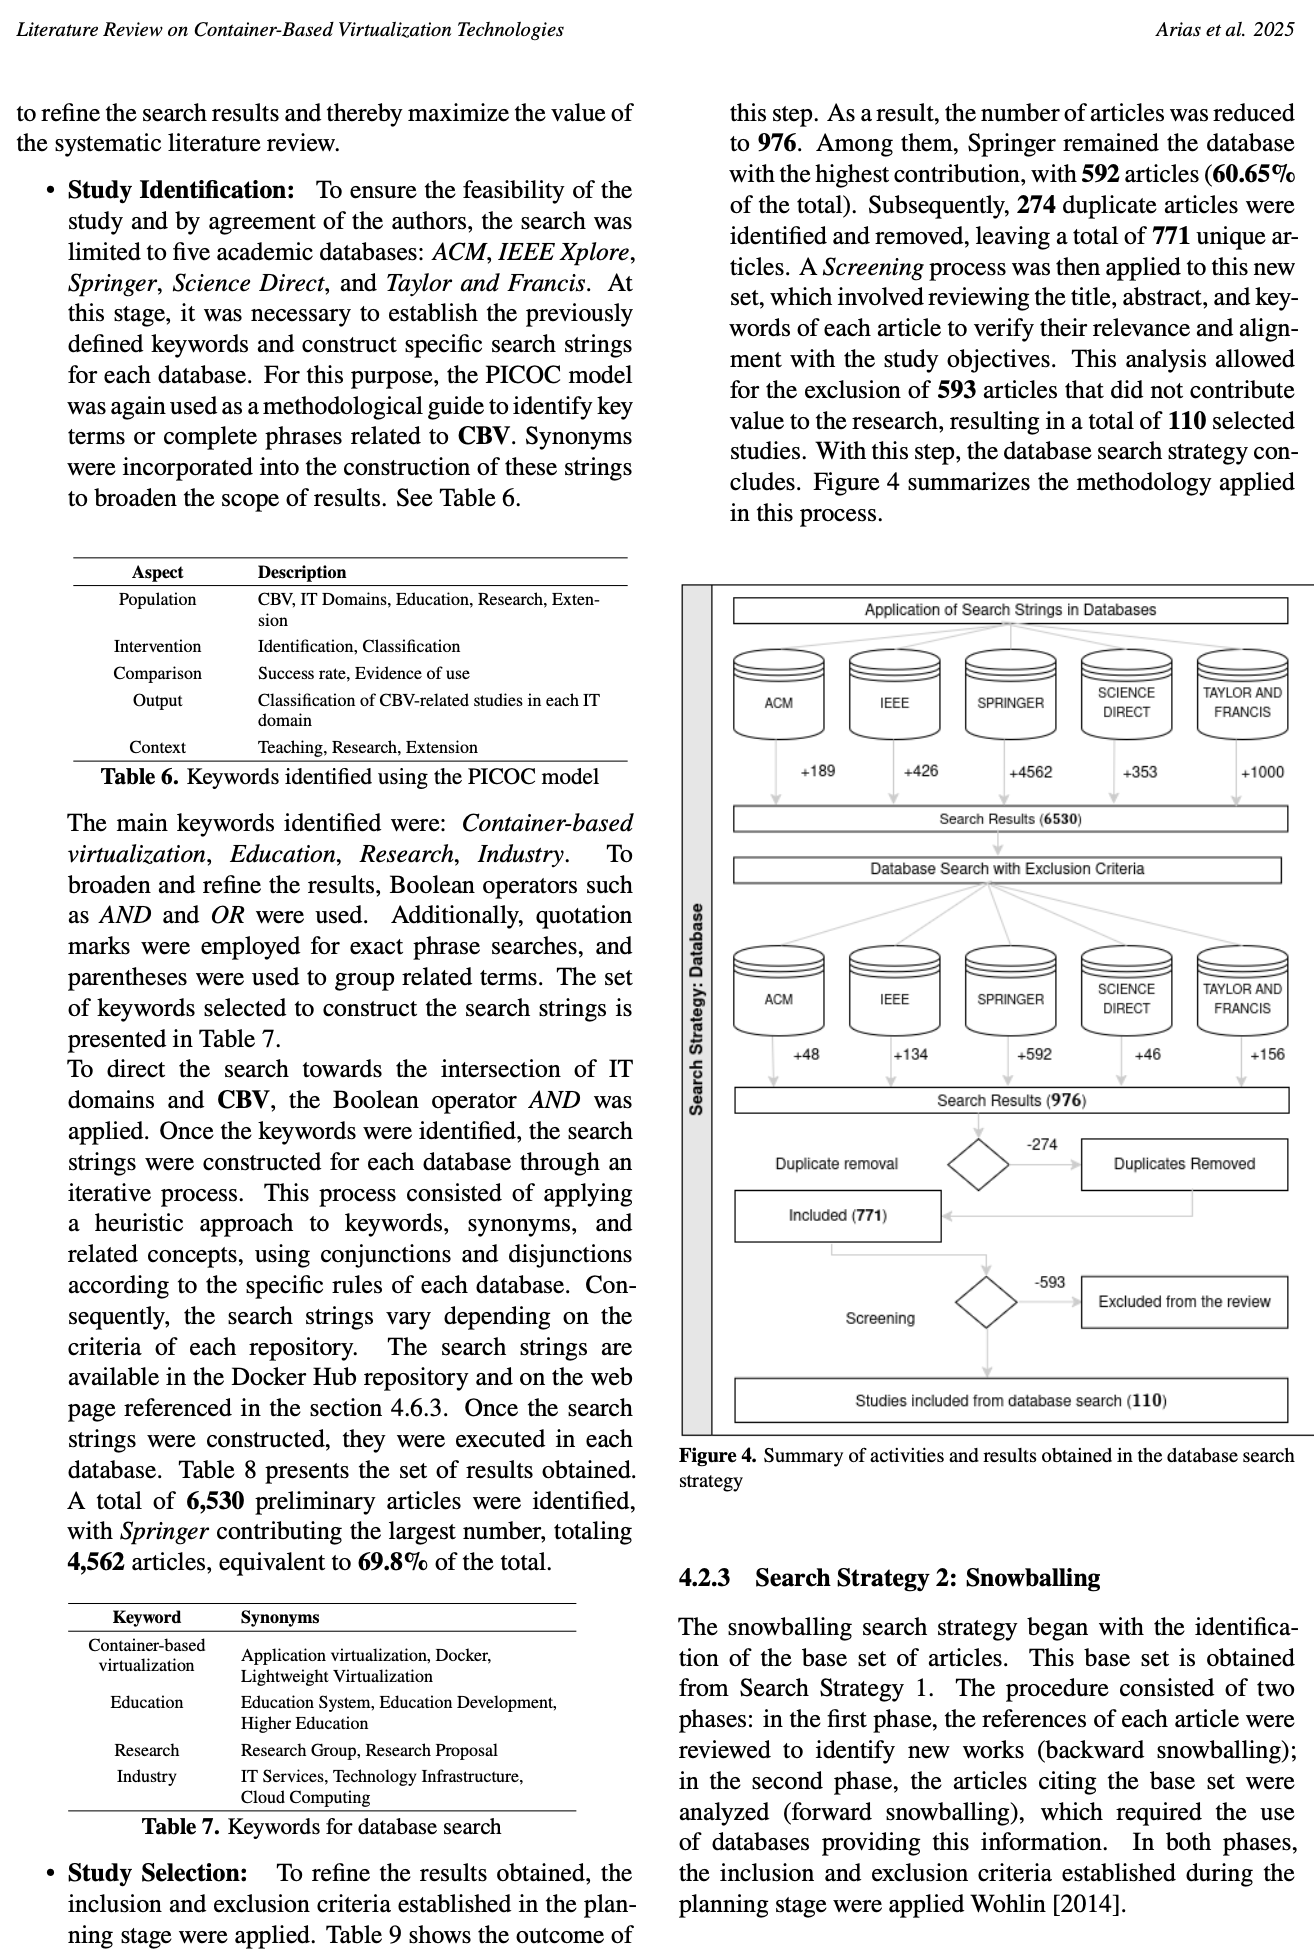 Literature Review on Container-Based Virtualization Technologies
Arias et al. 2025
to refine the search results and thereby maximize the value of
the systematic literature review.
• Study Identification: To ensure the feasibility of the
study and by agreement of the authors, the search was
limited to five academic databases: ACM, IEEE Xplore,
Springer, Science Direct, and Taylor and Francis. At
this stage, it was necessary to establish the previously
defined keywords and construct specific search strings
for each database. For this purpose, the PICOC model
was again used as a methodological guide to identify key
terms or complete phrases related to CBV. Synonyms
were incorporated into the construction of these strings
to broaden the scope of results. See Table 6.
Aspect Description
Population CBV, IT Domains, Education, Research, Exten-
sion
Intervention Identification, Classification
Comparison Success rate, Evidence of use
Output Classification of CBV-related studies in each IT
domain
Context Teaching, Research, Extension
Table 6. Keywords identified using the PICOC model
The main keywords identified were: Container-based
virtualization, Education, Research, Industry. To
broaden and refine the results, Boolean operators such
as AND and OR were used. Additionally, quotation
marks were employed for exact phrase searches, and
parentheses were used to group related terms. The set
of keywords selected to construct the search strings is
presented in Table 7.
To direct the search towards the intersection of IT
domains and CBV, the Boolean operator AND was
applied. Once the keywords were identified, the search
strings were constructed for each database through an
iterative process. This process consisted of applying
a heuristic approach to keywords, synonyms, and
related concepts, using conjunctions and disjunctions
according to the specific rules of each database. Con-
sequently, the search strings vary depending on the
criteria of each repository. The search strings are
available in the Docker Hub repository and on the web
page referenced in the section 4.6.3. Once the search
strings were constructed, they were executed in each
database. Table 8 presents the set of results obtained.
A total of 6,530 preliminary articles were identified,
with Springer contributing the largest number, totaling
4,562 articles, equivalent to 69.8% of the total.
Keyword Synonyms
Container-based
virtualization
Application virtualization, Docker,
Lightweight Virtualization
Education Education System, Education Development,
Higher Education
Research Research Group, Research Proposal
Industry IT Services, Technology Infrastructure,
Cloud Computing
Table 7. Keywords for database search
• Study Selection: To refine the results obtained, the
inclusion and exclusion criteria established in the plan-
ning stage were applied. Table 9 shows the outcome of
this step. As a result, the number of articles was reduced
to 976. Among them, Springer remained the database
with the highest contribution, with 592 articles (60.65%
of the total). Subsequently, 274 duplicate articles were
identified and removed, leaving a total of 771 unique ar-
ticles. A Screening process was then applied to this new
set, which involved reviewing the title, abstract, and key-
words of each article to verify their relevance and align-
ment with the study objectives. This analysis allowed
for the exclusion of 593 articles that did not contribute
value to the research, resulting in a total of 110 selected
studies. With this step, the database search strategy con-
cludes. Figure 4 summarizes the methodology applied
in this process.
Search Strategy: Database
Application of Search Strings in Databases
ACM
IEEE
SPRINGER
SCIENCE
DIRECT
TAYLOR AND
FRANCIS
+189
+426
+4562
+353
+1000
Search Results (6530)
Database Search with Exclusion Criteria
ACM
IEEE
SPRINGER
SCIENCE
DIRECT
TAYLOR AND
FRANCIS
+48
+134
+592
+46
+156
Search Results (976)
Duplicate removal
-274
Duplicates Removed
Included (771)
Screening
-593
Excluded from the review
Studies included from database search (110)
Figure 4. Summary of activities and results obtained in the database search
strategy
4.2.3 Search Strategy 2: Snowballing
The snowballing search strategy began with the identifica-
tion of the base set of articles. This base set is obtained
from Search Strategy 1. The procedure consisted of two
phases: in the first phase, the references of each article were
reviewed to identify new works (backward snowballing);
in the second phase, the articles citing the base set were
analyzed (forward snowballing), which required the use
of databases providing this information. In both phases,
the inclusion and exclusion criteria established during the
planning stage were applied Wohlin [2014].